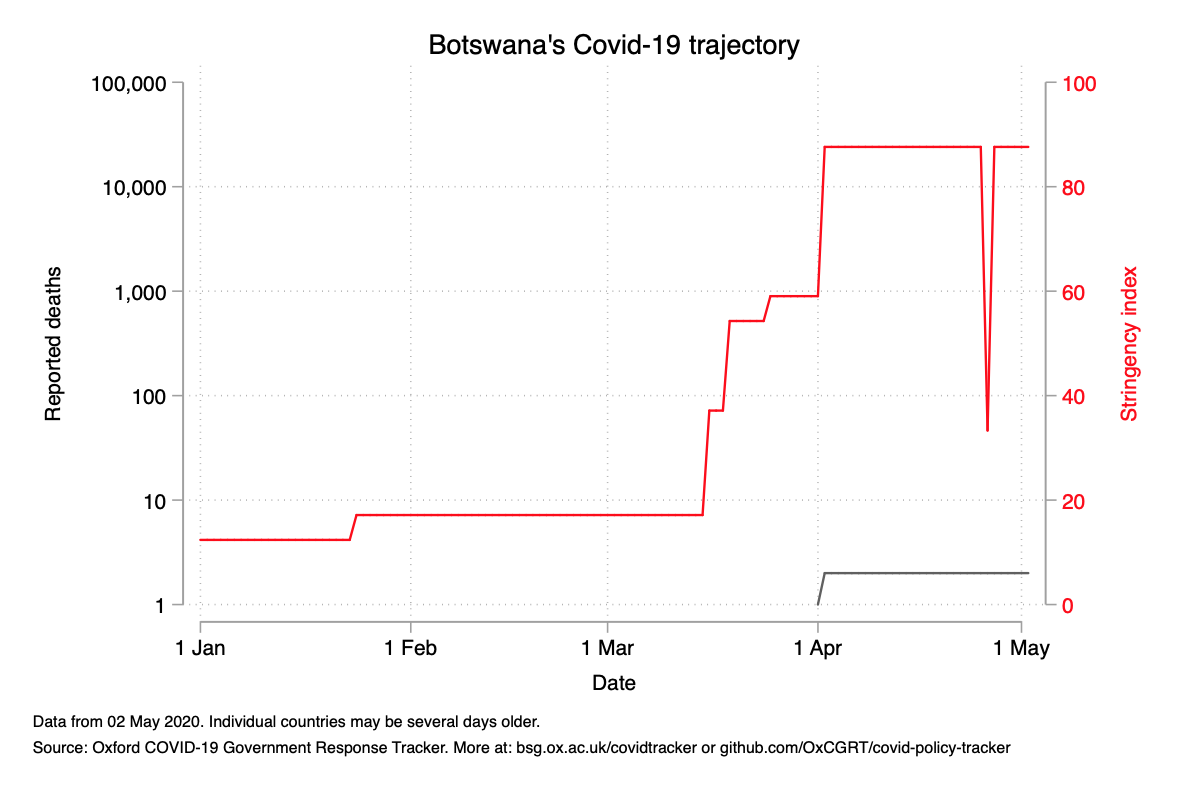 Botswana's Covid-19 trajectory
100,000
10,000
1,000
100
10
1
Reported deaths
100
80
60
40
20
0
Stringency index
1 Jan
1 Feb
1 Mar
1 Apr
1 May
Date
Data from 02 May 2020. Individual countries may be several days older.
Source: Oxford COVID-19 Government Response Tracker. More at: bsg.ox.ac.uk/covidtracker or github.com/OxCGRT/covid-policy-tracker